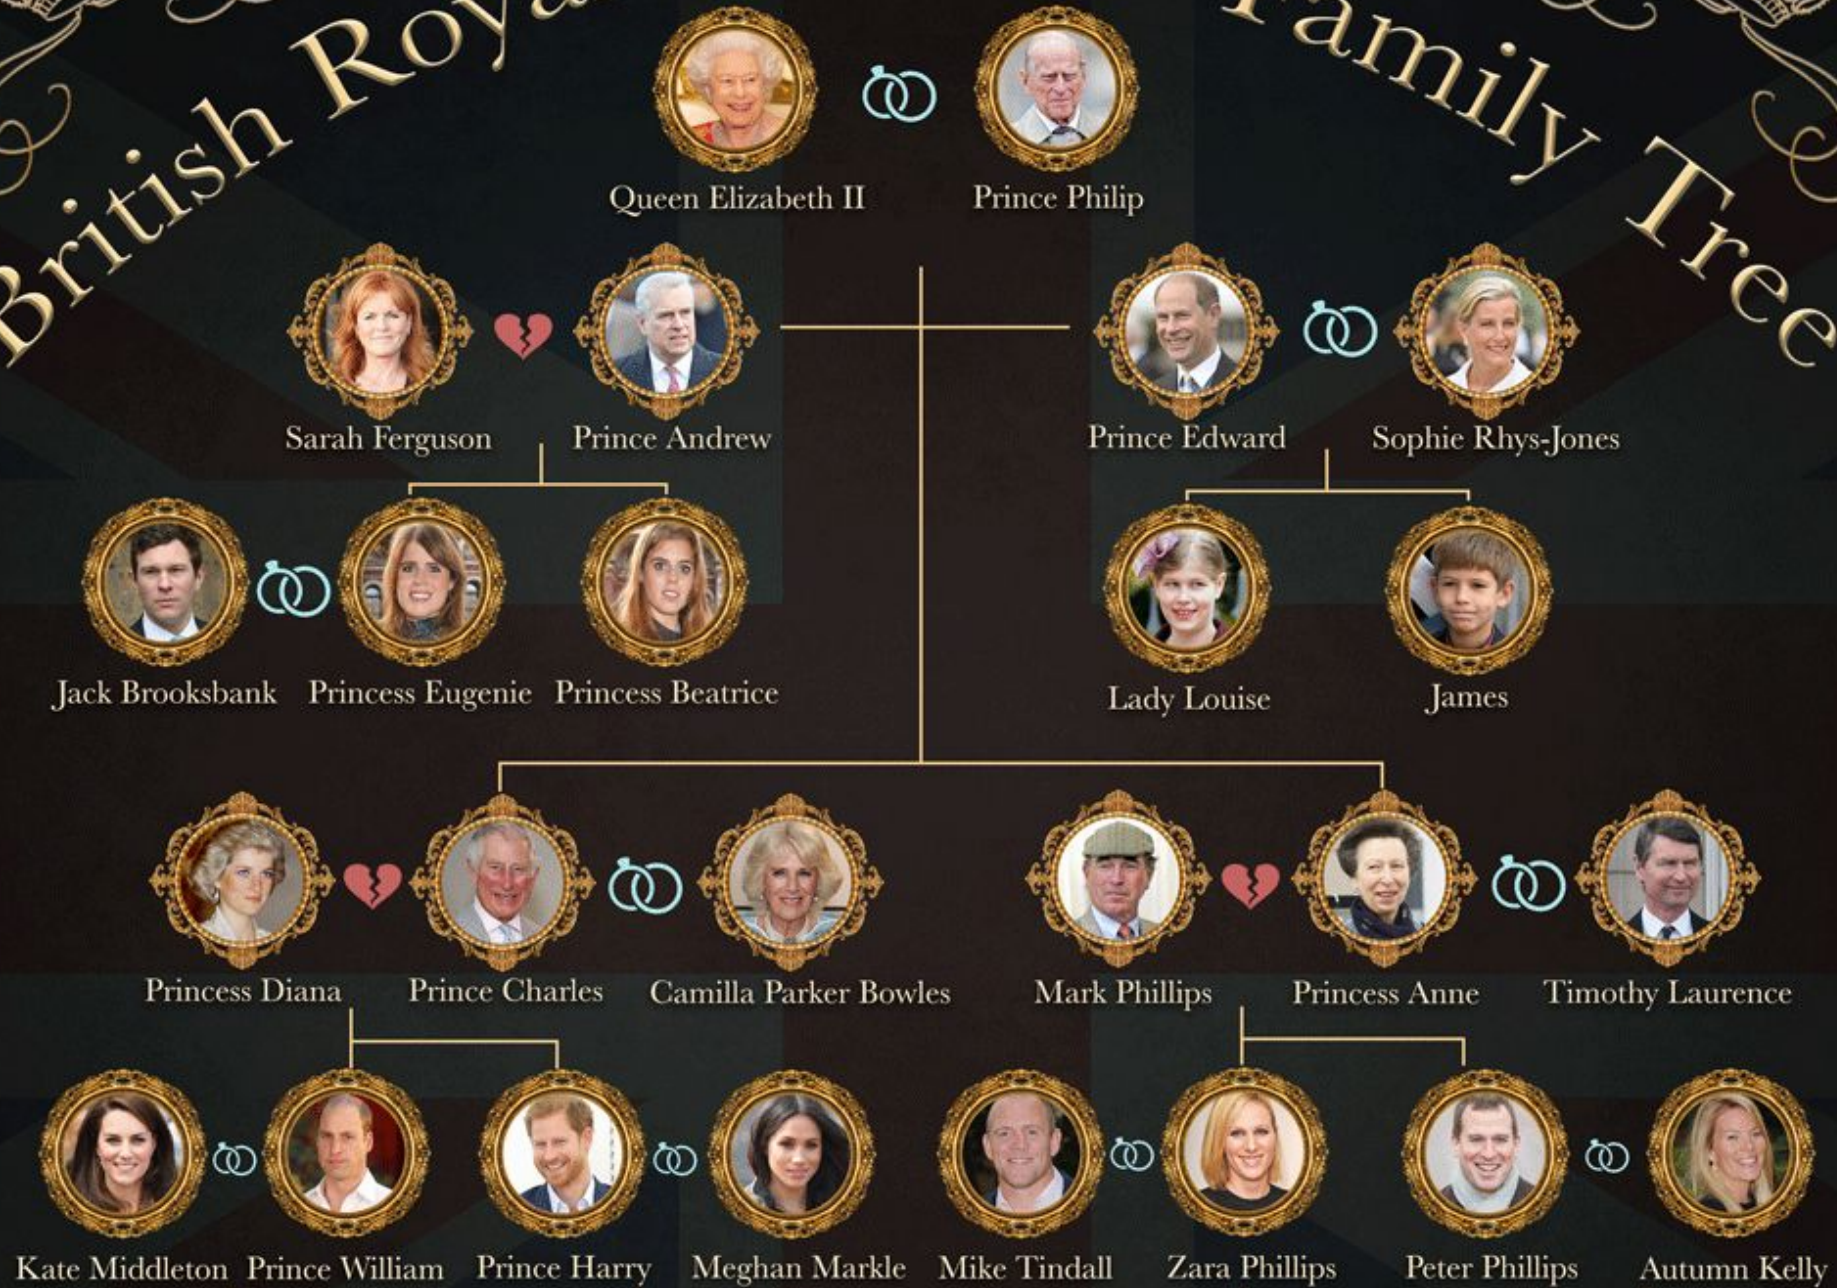 British Roya
Family Tree
Queen Elizabeth II
Prince Philip
Sarah Ferguson
Prince Andrew
Prince Edward
Sophie Rhys-Jones
Jack Brooksbank
Princess Eugenie
Princess Beatrice
Lady Louise
James
Princess Diana
Prince Charles
Camilla Parker Bowles
Mark Phillips
Princess Anne
Timothy Laurence
Kate Middleton
Prince William
Prince Harry
Meghan Markle
Mike Tindall
Zara Phillips
Peter Phillips
Autumn Kelly